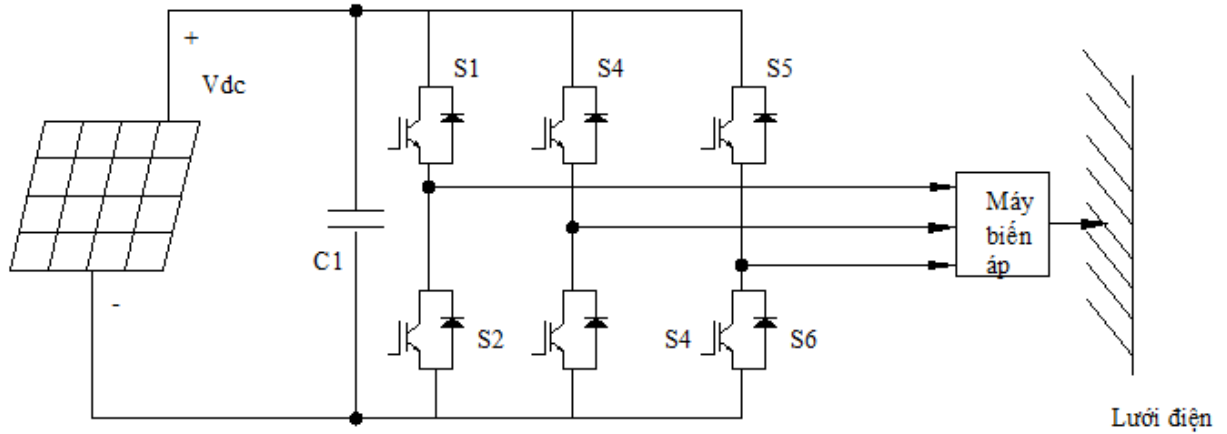 +
Vdc
S1
S4
S5
C1
S2
S4
S6
-
Máy
biến
áp
Lưới điện